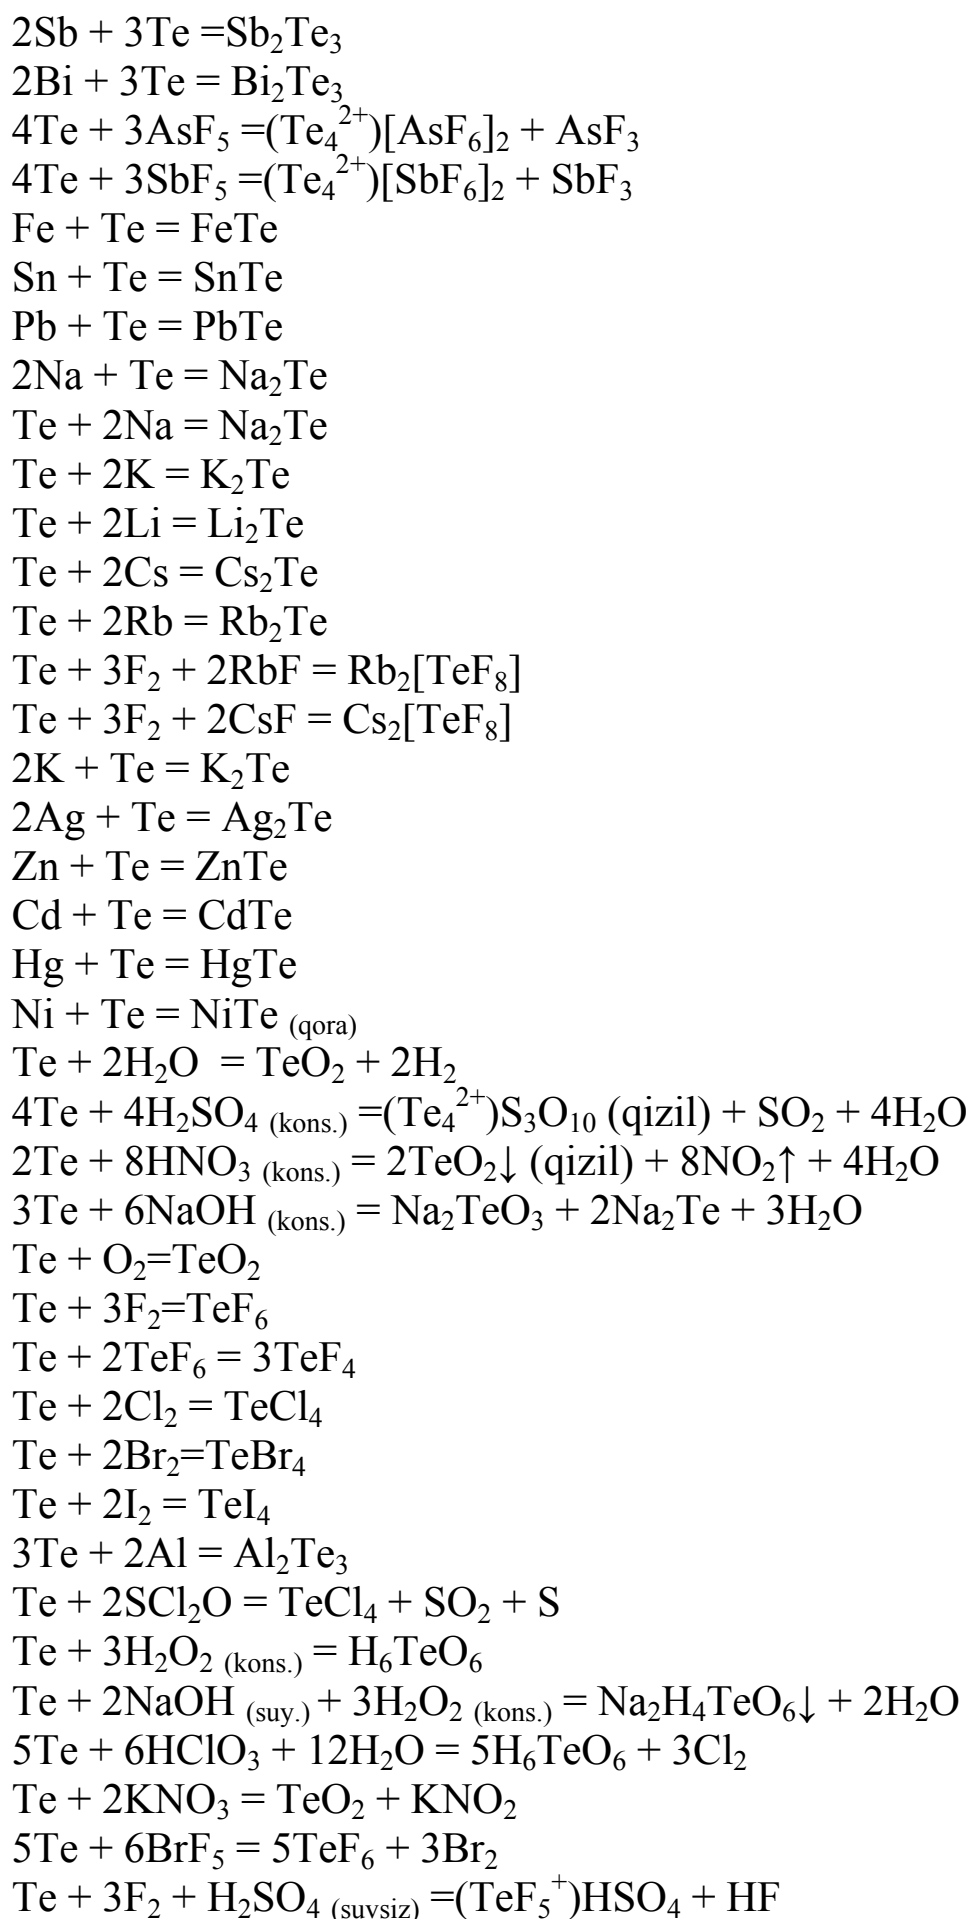 2Sb + 3Te =Sb₂Te₃
2Bi + 3Te = Bi₂Te₃
4Te + 3AsF₅ =(Te₄²⁺)[AsF₆]₂ + AsF₃
4Te + 3SbF₅ =(Te₄²⁺)[SbF₆]₂ + SbF₃
Fe + Te = FeTe
Sn + Te = SnTe
Pb + Te = PbTe
2Na + Te = Na₂Te
Te + 2Na = Na₂Te
Te + 2K = K₂Te
Te + 2Li = Li₂Te
Te + 2Cs = Cs₂Te
Te + 2Rb = Rb₂Te
Te + 3F₂ + 2RbF = Rb₂[TeF₈]
Te + 3F₂ + 2CsF = Cs₂[TeF₈]
2K + Te = K₂Te
2Ag + Te = Ag₂Te
Zn + Te = ZnTe
Cd + Te = CdTe
Hg + Te = HgTe
Ni + Te = NiTe (qora)
Te + 2H₂O = TeO₂ + 2H₂
4Te + 4H₂SO₄ (kons.) =(Te₄²⁺)S₃O₁₀ (qizil) + SO₂ + 4H₂O
2Te + 8HNO₃ (kons.) = 2TeO₂↓ (qizil) + 8NO₂↑ + 4H₂O
3Te + 6NaOH (kons.) = Na₂TeO₃ + 2Na₂Te + 3H₂O
Te + O₂=TeO₂
Te + 3F₂=TeF₆
Te + 2TeF₆ = 3TeF₄
Te + 2Cl₂ = TeCl₄
Te + 2Br₂=TeBr₄
Te + 2I₂ = TeI₄
3Te + 2Al = Al₂Te₃
Te + 2SCl₂O = TeCl₄ + SO₂ + S
Te + 3H₂O₂ (kons.) = H₆TeO₆
Te + 2NaOH (suy.) + 3H₂O₂ (kons.) = Na₂H₄TeO₆↓ + 2H₂O
5Te + 6HClO₃ + 12H₂O = 5H₆TeO₆ + 3Cl₂
Te + 2KNO₃ = TeO₂ + KNO₂
5Te + 6BrF₅ = 5TeF₆ + 3Br₂
Te + 3F₂ + H₂SO₄ (suvsiz) =(TeF₅⁺)HSO₄ + HF